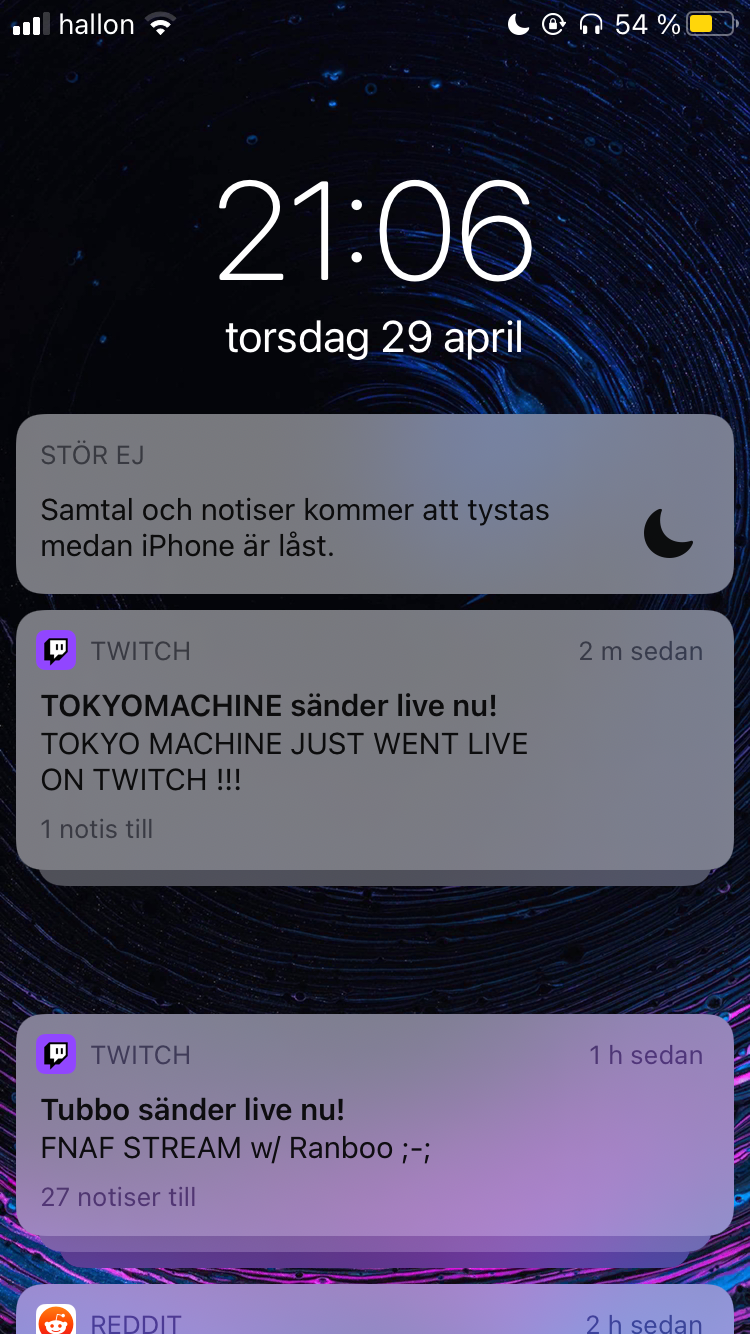 hallon 54 %
21:06
torsdag 29 april
STÖR EJ
Samtal och notiser kommer att tystas
medan iPhone är låst.
TWITCH 2 m sedan
TOKYOMACHINE sänder live nu!
TOKYO MACHINE JUST WENT LIVE
ON TWITCH !!!
1 notis till
TWITCH 1 h sedan
Tubbo sänder live nu!
FNAF STREAM w/ Ranboo ;-;
27 notiser till
REDDIT 2 h sedan